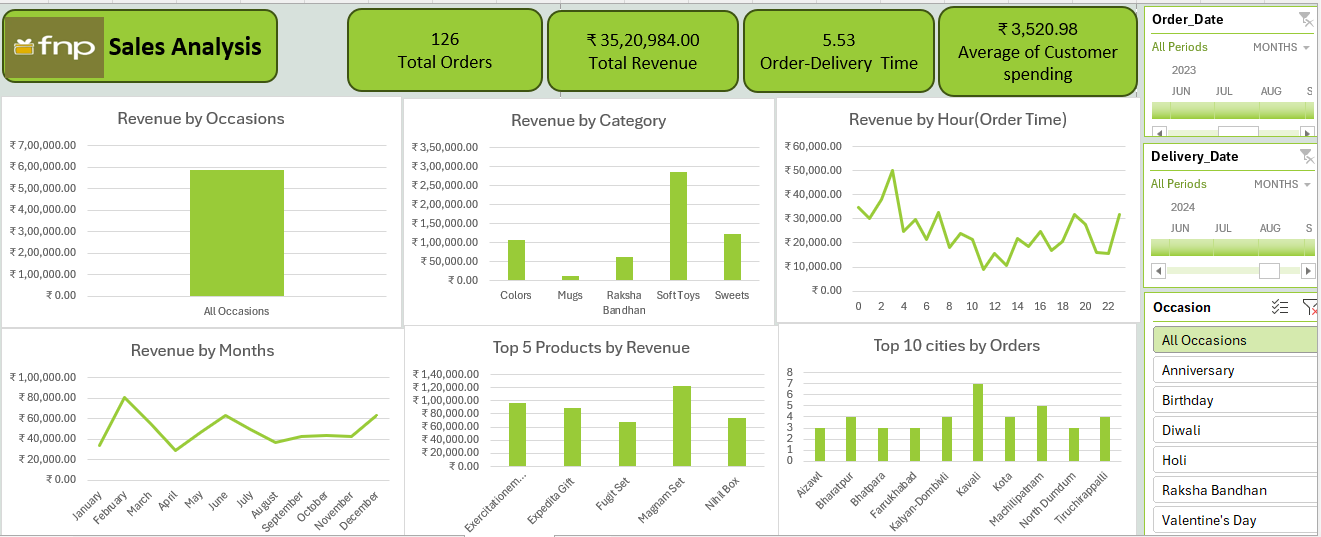 fnp Sales Analysis
126
Total Orders
₹ 35,20,984.00
Total Revenue
5.53
Order-Delivery Time
₹ 3,520.98
Average of Customer
spending
Order_Date
All Periods MONTHS
2023
JUN JUL AUG S
Delivery_Date
All Periods MONTHS
2024
JUN JUL AUG S
Occasion
All Occasions
Anniversary
Birthday
Diwali
Holi
Raksha Bandhan
Valentine's Day
Revenue by Occasions
₹ 7,00,000.00
₹ 6,00,000.00
₹ 5,00,000.00
₹ 4,00,000.00
₹ 3,00,000.00
₹ 2,00,000.00
₹ 1,00,000.00
₹ 0.00
All Occasions
Revenue by Category
₹ 3,50,000.00
₹ 3,00,000.00
₹ 2,50,000.00
₹ 2,00,000.00
₹ 1,50,000.00
₹ 1,00,000.00
₹ 50,000.00
₹ 0.00
Colors Mugs Raksha Soft Toys Sweets
Bandhan
Revenue by Hour(Order Time)
₹ 60,000.00
₹ 50,000.00
₹ 40,000.00
₹ 30,000.00
₹ 20,000.00
₹ 10,000.00
₹ 0.00
0 2 4 6 8 10 12 14 16 18 20 22
Revenue by Months
₹ 1,00,000.00
₹ 80,000.00
₹ 60,000.00
₹ 40,000.00
₹ 20,000.00
₹ 0.00
January February March April May June July August September October November December
Top 5 Products by Revenue
₹ 1,40,000.00
₹ 1,20,000.00
₹ 1,00,000.00
₹ 80,000.00
₹ 60,000.00
₹ 40,000.00
₹ 20,000.00
₹ 0.00
Exercitationem... Expedita Gift Fugit Set Magnam Set Nihil Box
Top 10 cities by Orders
8
7
6
5
4
3
2
1
0
Aizawl Bharatpur Bhatpara Farrukhabad Kalyan-Dombivli Kavali Kota Machilipatnam North Dumdum Tiruchirappalli